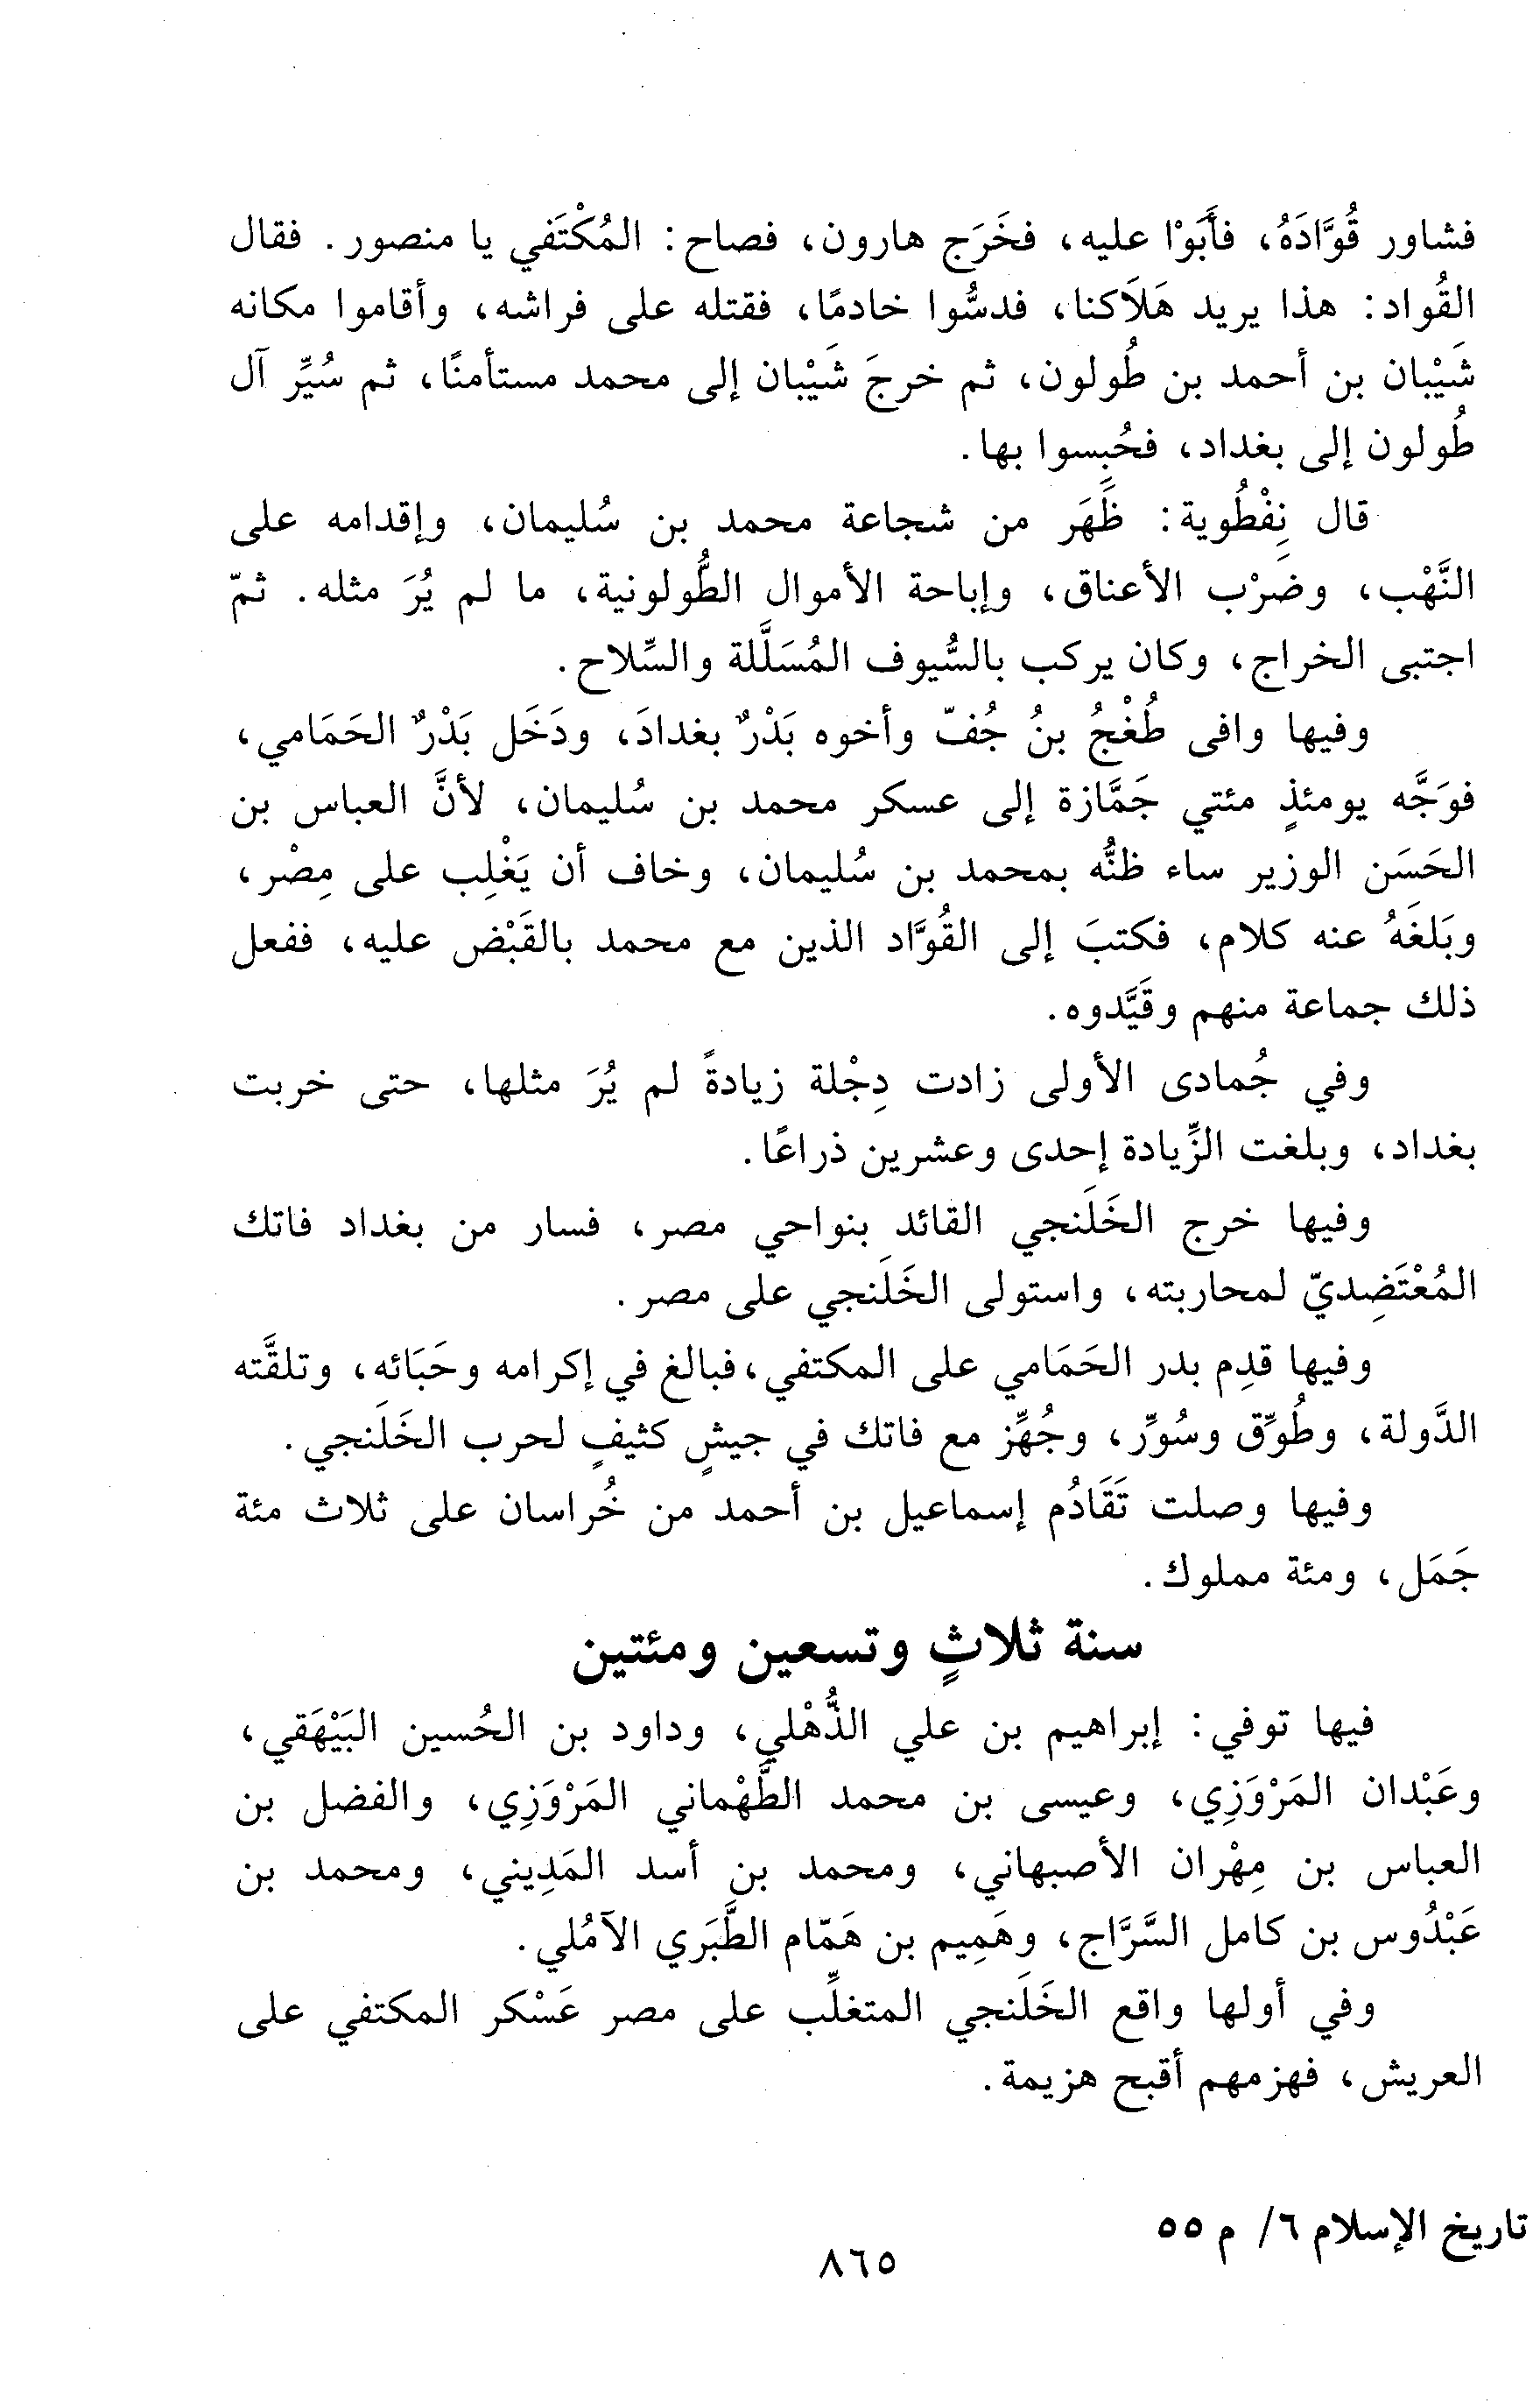 فشاور قُوَّادَهُ، فأَبَوْا عليه، فخَرَج هارون، فصاح: المُكْتَفي يا منصور. فقال
القُواد: هذا يريد هَلاَكنا، فدسُّوا خادمًا، فقتله على فراشه، وأقاموا مكانه
شَيْبان بن أحمد بن طُولون، ثم خرجَ شَيْبان إلى محمد مستأمنًا، ثم سُيِّر آل
طُولون إلى بغداد، فحُبِسوا بها.
قال نِفْطُوية: ظَهَر من شجاعة محمد بن سُليمان، وإقدامه على
النَّهْب، وضرْب الأعناق، وإباحة الأموال الطُّولونية، ما لم يُرَ مثله. ثمّ
اجتبى الخراج، وكان يركب بالسُّيوف المُسَلَّلة والسِّلاح.
وفيها وافى طُغْجُ بنُ جُفّ وأخوه بَدْرٌ بغدادَ، ودَخَل بَدْرٌ الحَمَامي،
فوَجَّه يومئذٍ مئتي جَمَّازة إلى عسكر محمد بن سُليمان، لأنَّ العباس بن
الحَسَن الوزير ساء ظنُّه بمحمد بن سُليمان، وخاف أن يَغْلِب على مِصْر،
وبَلَغَهُ عنه كلام، فكتبَ إلى القُوَّاد الذين مع محمد بالقَبْض عليه، ففعل
ذلك جماعة منهم وقَيَّدوه.
وفي جُمادى الأولى زادت دِجْلة زيادةً لم يُرَ مثلها، حتى خربت
بغداد، وبلغت الزِّيادة إحدى وعشرين ذراعًا.
وفيها خرج الخَلَنجي القائد بنواحي مصر، فسار من بغداد فاتك
المُعْتَضِديّ لمحاربته، واستولى الخَلَنجي على مصر.
وفيها قدِم بدر الحَمَامي على المكتفي، فبالغ في إكرامه وحَبَائه، وتلقَّته
الدَّولة، وطُوِّق وسُوِّر، وجُهِّز مع فاتك في جيشٍ كثيفٍ لحرب الخَلَنجي.
وفيها وصلت تَقَادُم إسماعيل بن أحمد من خُراسان على ثلاث مئة
جَمَل، ومئة مملوك.
سنة ثلاثٍ وتسعين ومئتين
فيها توفي: إبراهيم بن علي الذُّهْلي، وداود بن الحُسين البَيْهَقي،
وعَبْدان المَرْوَزِي، وعيسى بن محمد الطَّهْماني المَرْوَزِي، والفضل بن
العباس بن مِهْران الأصبهاني، ومحمد بن أسد المَدِيني، ومحمد بن
عَبْدُوس بن كامل السَّرَّاج، وهَمِيم بن هَمّام الطَّبَري الآمُلي.
وفي أولها واقع الخَلَنجي المتغلِّب على مصر عَسْكر المكتفي على
العريش، فهزمهم أقبح هزيمة.
تاريخ الإسلام ٦/ م ٥٥
٨٦٥